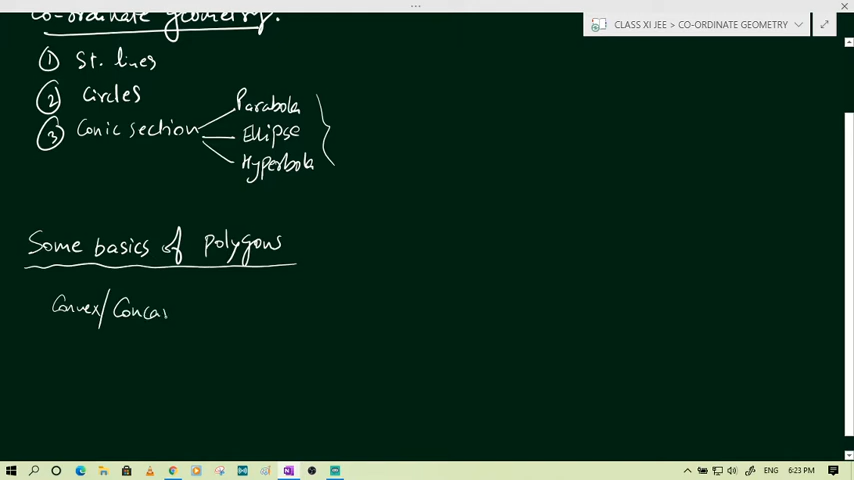 CLASS XI JEE > CO-ORDINATE GEOMETRY
Co-ordinate geometry.
① St. lines
② Circles
③ Conic section
Parabola
Ellipse
Hyperbola
Some basics of polygons
Convex/Conca
ENG 6:23 PM